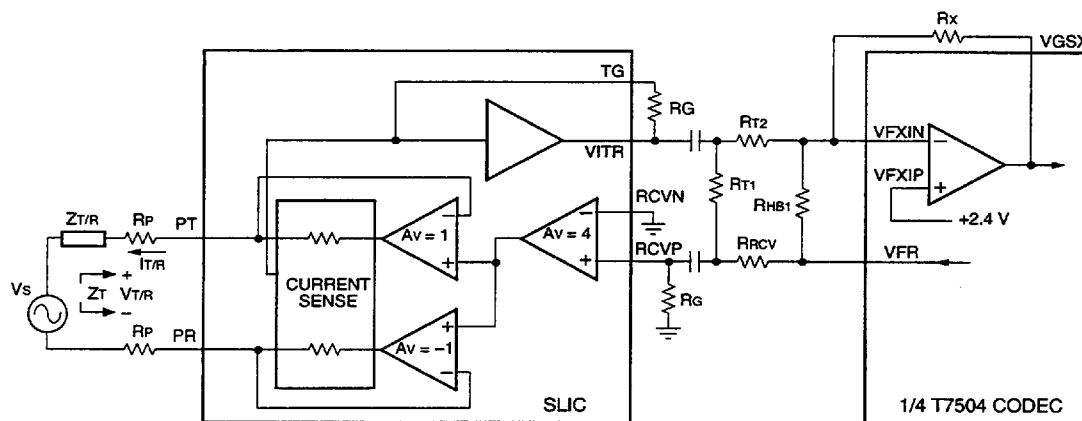 RX
VGSX
TG
RG
VITR
RT2
VFXIN
−
VFXIP
+
+2.4 V
RT1
RHB1
RCVN
RCVP
RRCV
VFR
RG
ZT/R
RP
PT
IT/R
VS
ZT
+
VT/R
−
RP
PR
CURRENT
SENSE
−
AV = 1
+
−
AV = 4
+
+
AV = −1
−
SLIC
1/4 T7504 CODEC